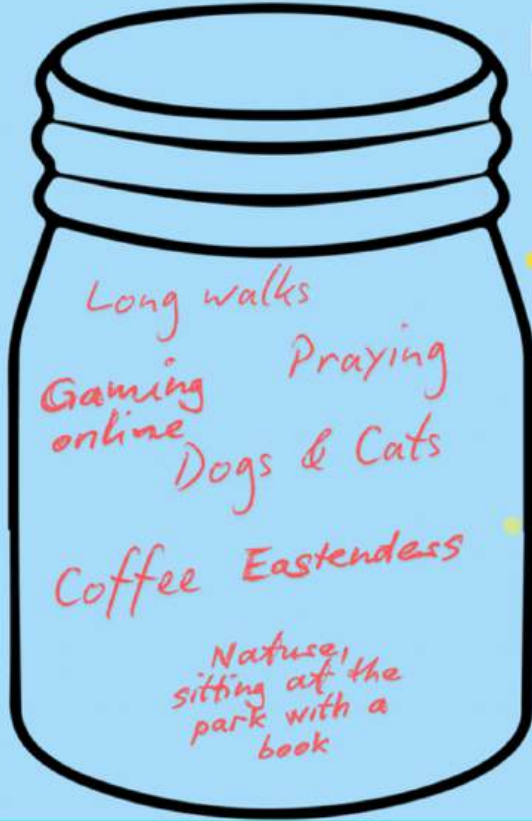 Long walks
Praying
Gaming
online
Dogs & Cats
Coffee Eastenders
Nature,
sitting at the
park with a
book